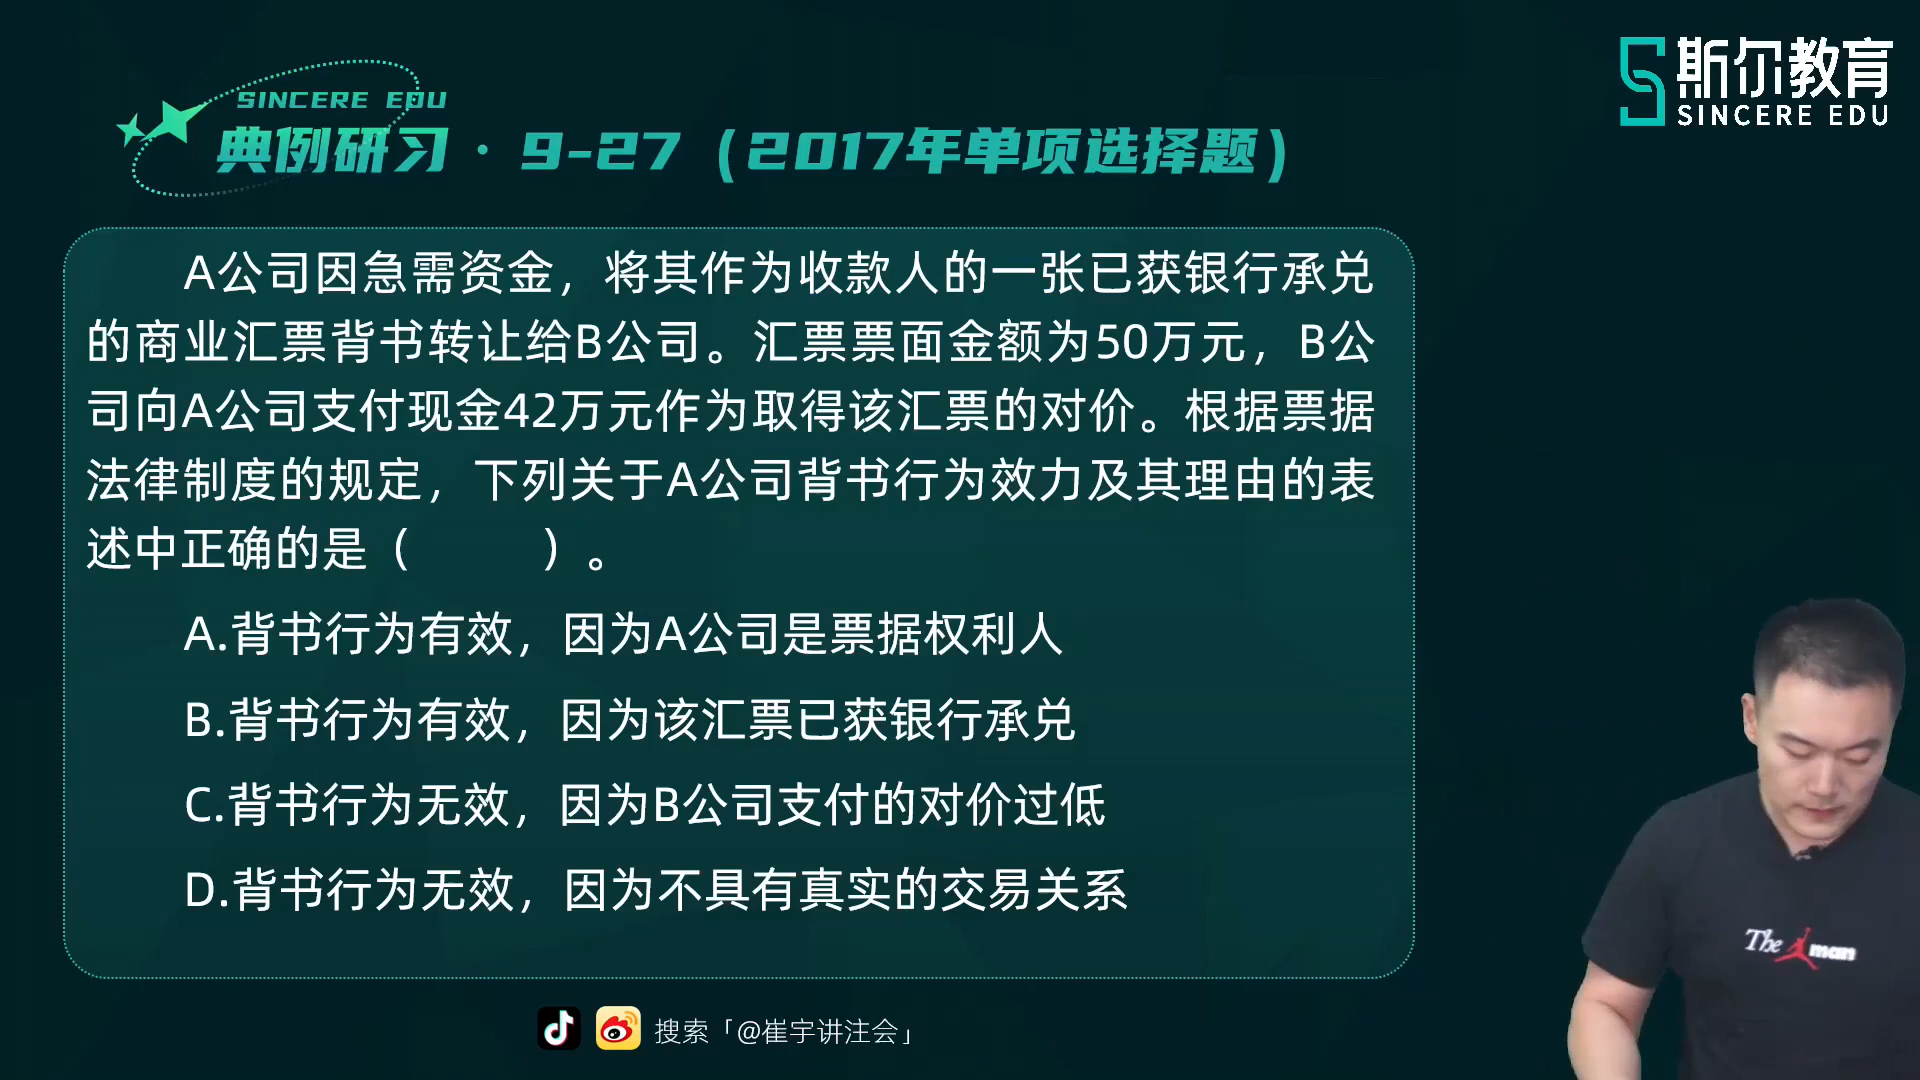 SINCERE EDU
典例研习·9-27（2017年单项选择题）
斯尔教育
SINCERE EDU
A公司因急需资金，将其作为收款人的一张已获银行承兑
的商业汇票背书转让给B公司。汇票票面金额为50万元，B公
司向A公司支付现金42万元作为取得该汇票的对价。根据票据
法律制度的规定，下列关于A公司背书行为效力及其理由的表
述中正确的是（　　）。
A.背书行为有效，因为A公司是票据权利人
B.背书行为有效，因为该汇票已获银行承兑
C.背书行为无效，因为B公司支付的对价过低
D.背书行为无效，因为不具有真实的交易关系
The man
搜索「@崔宇讲注会」